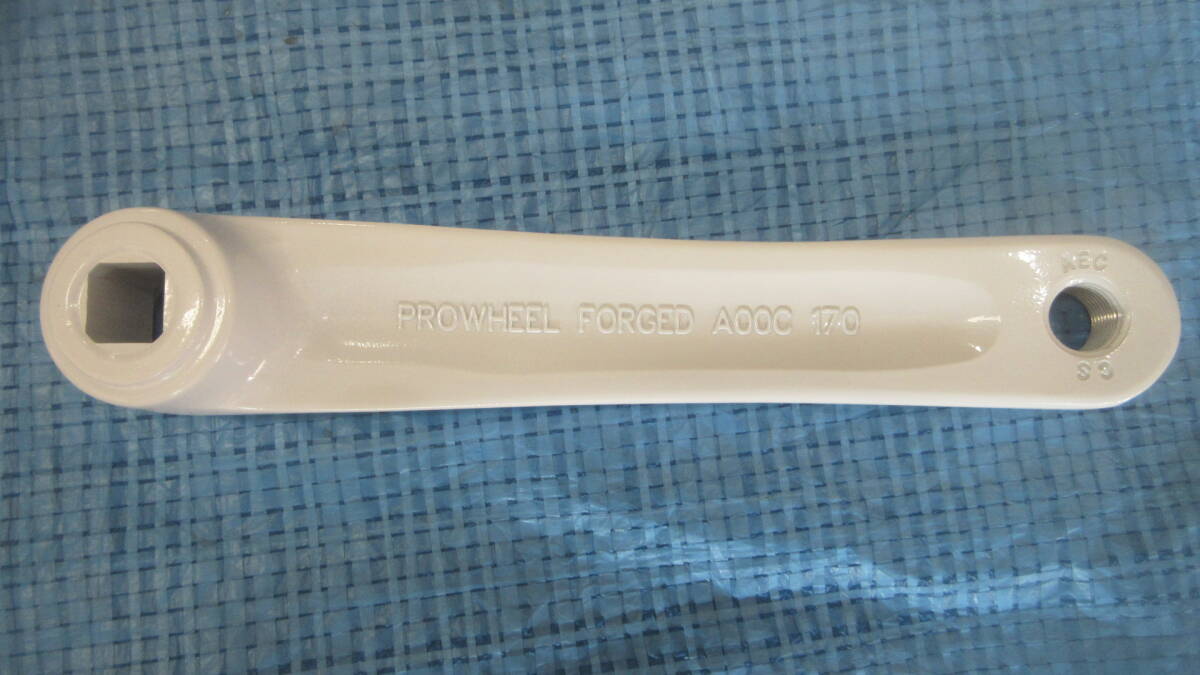 PROWHEEL FORGED A00C 170